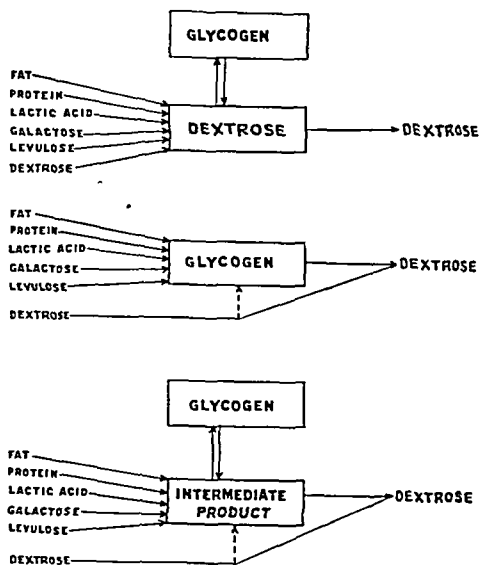 GLYCOGEN
FAT
PROTEIN
LACTIC ACID
GALACTOSE
LEVULOSE
DEXTROSE
DEXTROSE
DEXTROSE
FAT
PROTEIN
LACTIC ACID
GALACTOSE
LEVULOSE
DEXTROSE
GLYCOGEN
DEXTROSE
GLYCOGEN
FAT
PROTEIN
LACTIC ACID
GALACTOSE
LEVULOSE
DEXTROSE
INTERMEDIATE
PRODUCT
DEXTROSE